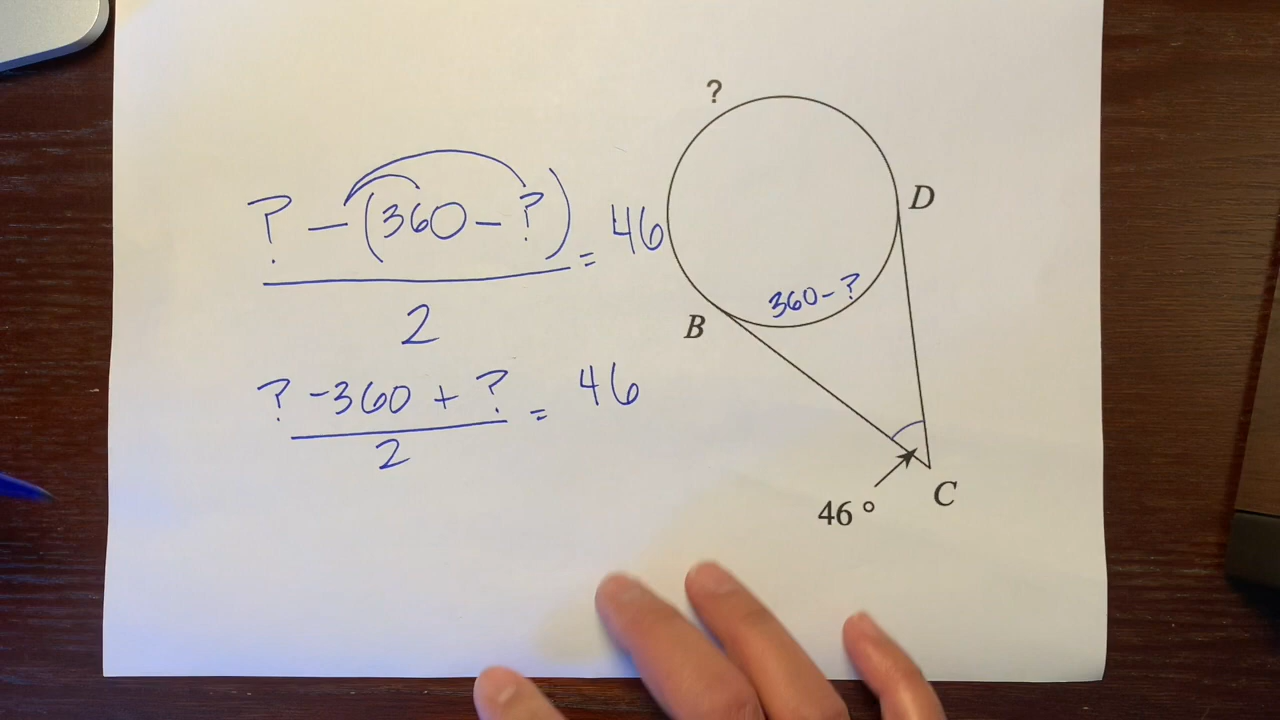 ? - (360 - ?) = 46
2
? - 360 + ? = 46
2
?
D
360 - ?
B
C
46°